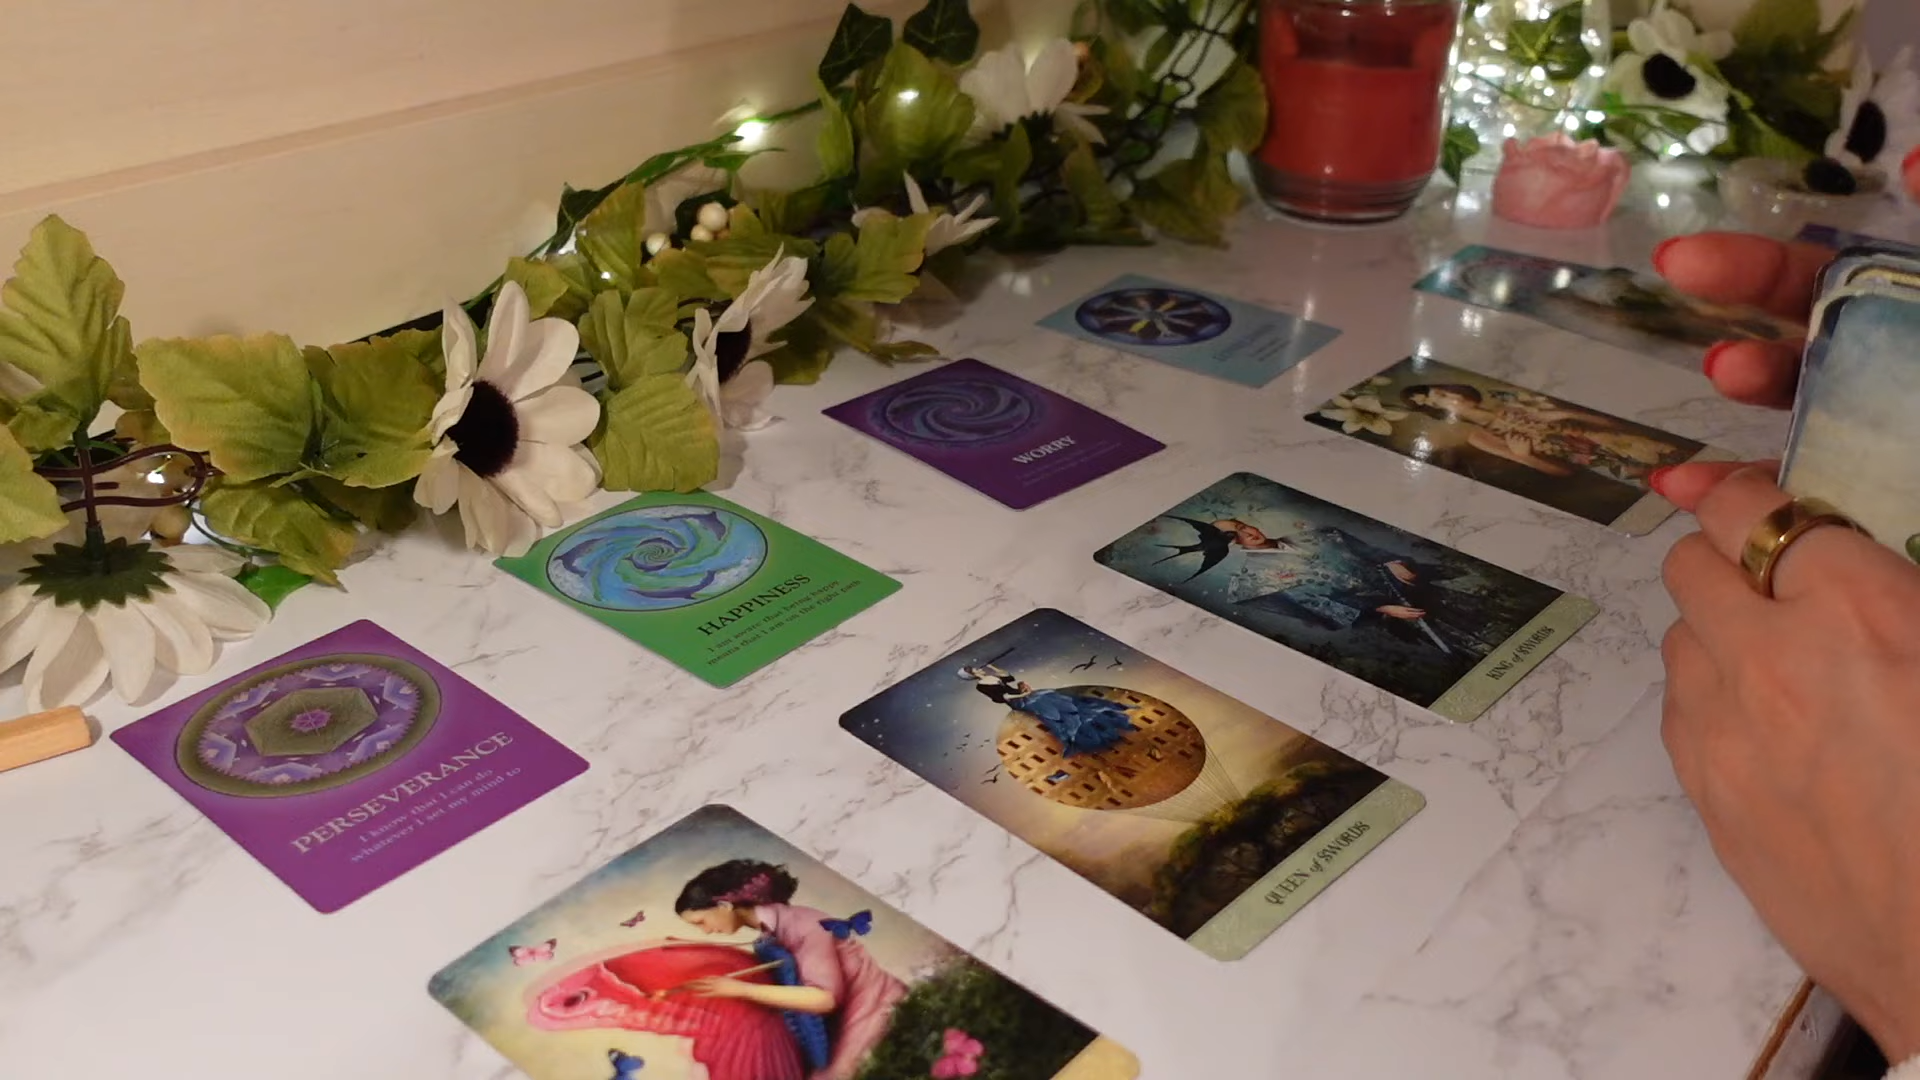 WORRY
HAPPINESS
I am aware that being happy
means that I am on the right path
PERSEVERANCE
I know that I can do
whatever I set my mind to
KING of SWORDS
QUEEN of SWORDS